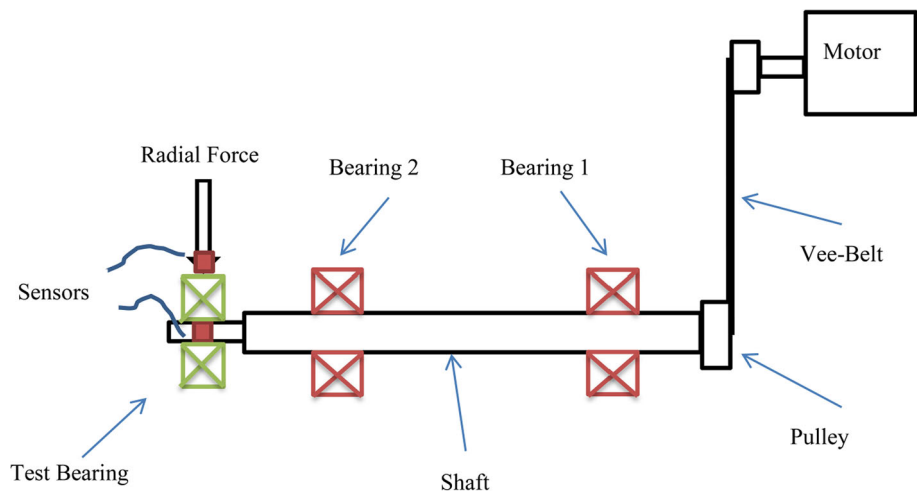 Motor
Radial Force
Bearing 2
Bearing 1
Vee-Belt
Sensors
Pulley
Test Bearing
Shaft